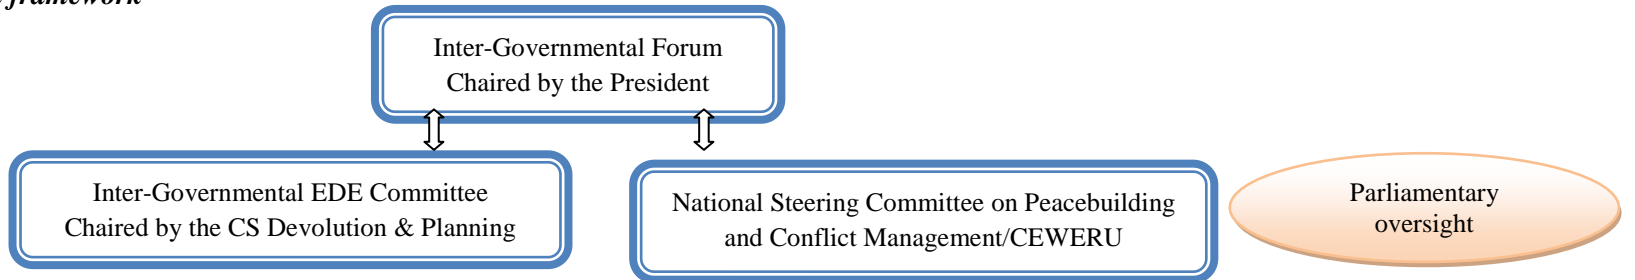 framework
Inter-Governmental Forum
Chaired by the President
Inter-Governmental EDE Committee
Chaired by the CS Devolution & Planning
National Steering Committee on Peacebuilding
and Conflict Management/CEWERU
Parliamentary
oversight